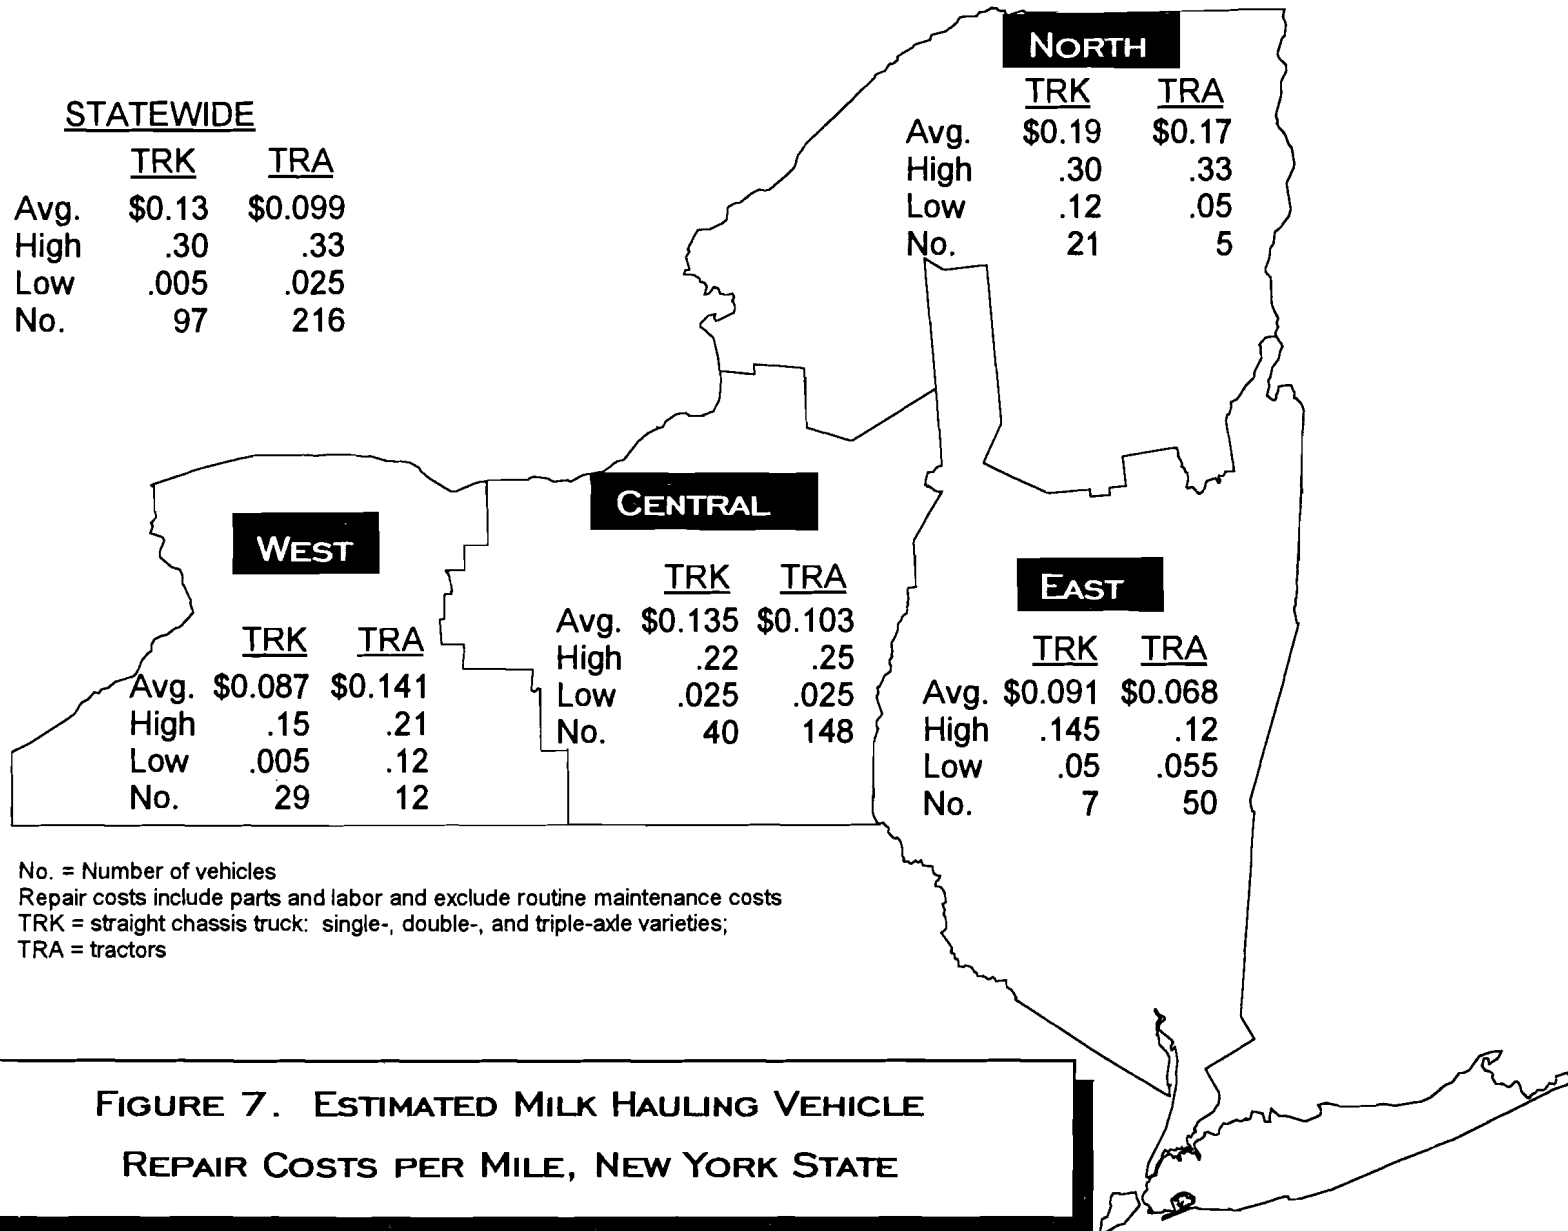 STATEWIDE
TRK TRA
Avg. $0.13 $0.099
High .30 .33
Low .005 .025
No. 97 216
NORTH
TRK TRA
Avg. $0.19 $0.17
High .30 .33
Low .12 .05
No. 21 5
WEST
TRK TRA
Avg. $0.087 $0.141
High .15 .21
Low .005 .12
No. 29 12
CENTRAL
TRK TRA
Avg. $0.135 $0.103
High .22 .25
Low .025 .025
No. 40 148
EAST
TRK TRA
Avg. $0.091 $0.068
High .145 .12
Low .05 .055
No. 7 50
No. = Number of vehicles
Repair costs include parts and labor and exclude routine maintenance costs
TRK = straight chassis truck: single-, double-, and triple-axle varieties;
TRA = tractors
FIGURE 7. ESTIMATED MILK HAULING VEHICLE
REPAIR COSTS PER MILE, NEW YORK STATE